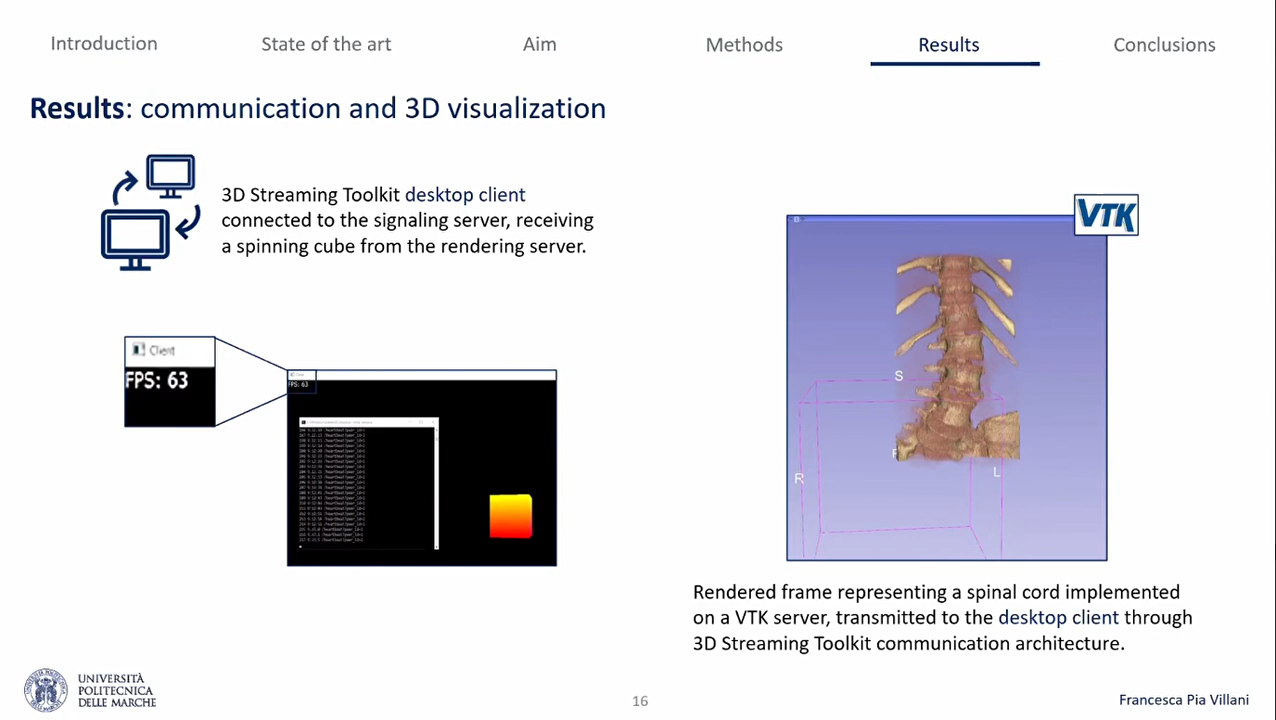 Introduction
State of the art
Aim
Methods
Results
Conclusions
Results: communication and 3D visualization
3D Streaming Toolkit desktop client
connected to the signaling server, receiving
a spinning cube from the rendering server.
VTK
Client
FPS: 63
Client
FPS: 63
S
R
L
Rendered frame representing a spinal cord implemented
on a VTK server, transmitted to the desktop client through
3D Streaming Toolkit communication architecture.
UNIVERSITÀ
POLITECNICA
DELLE MARCHE
16
Francesca Pia Villani